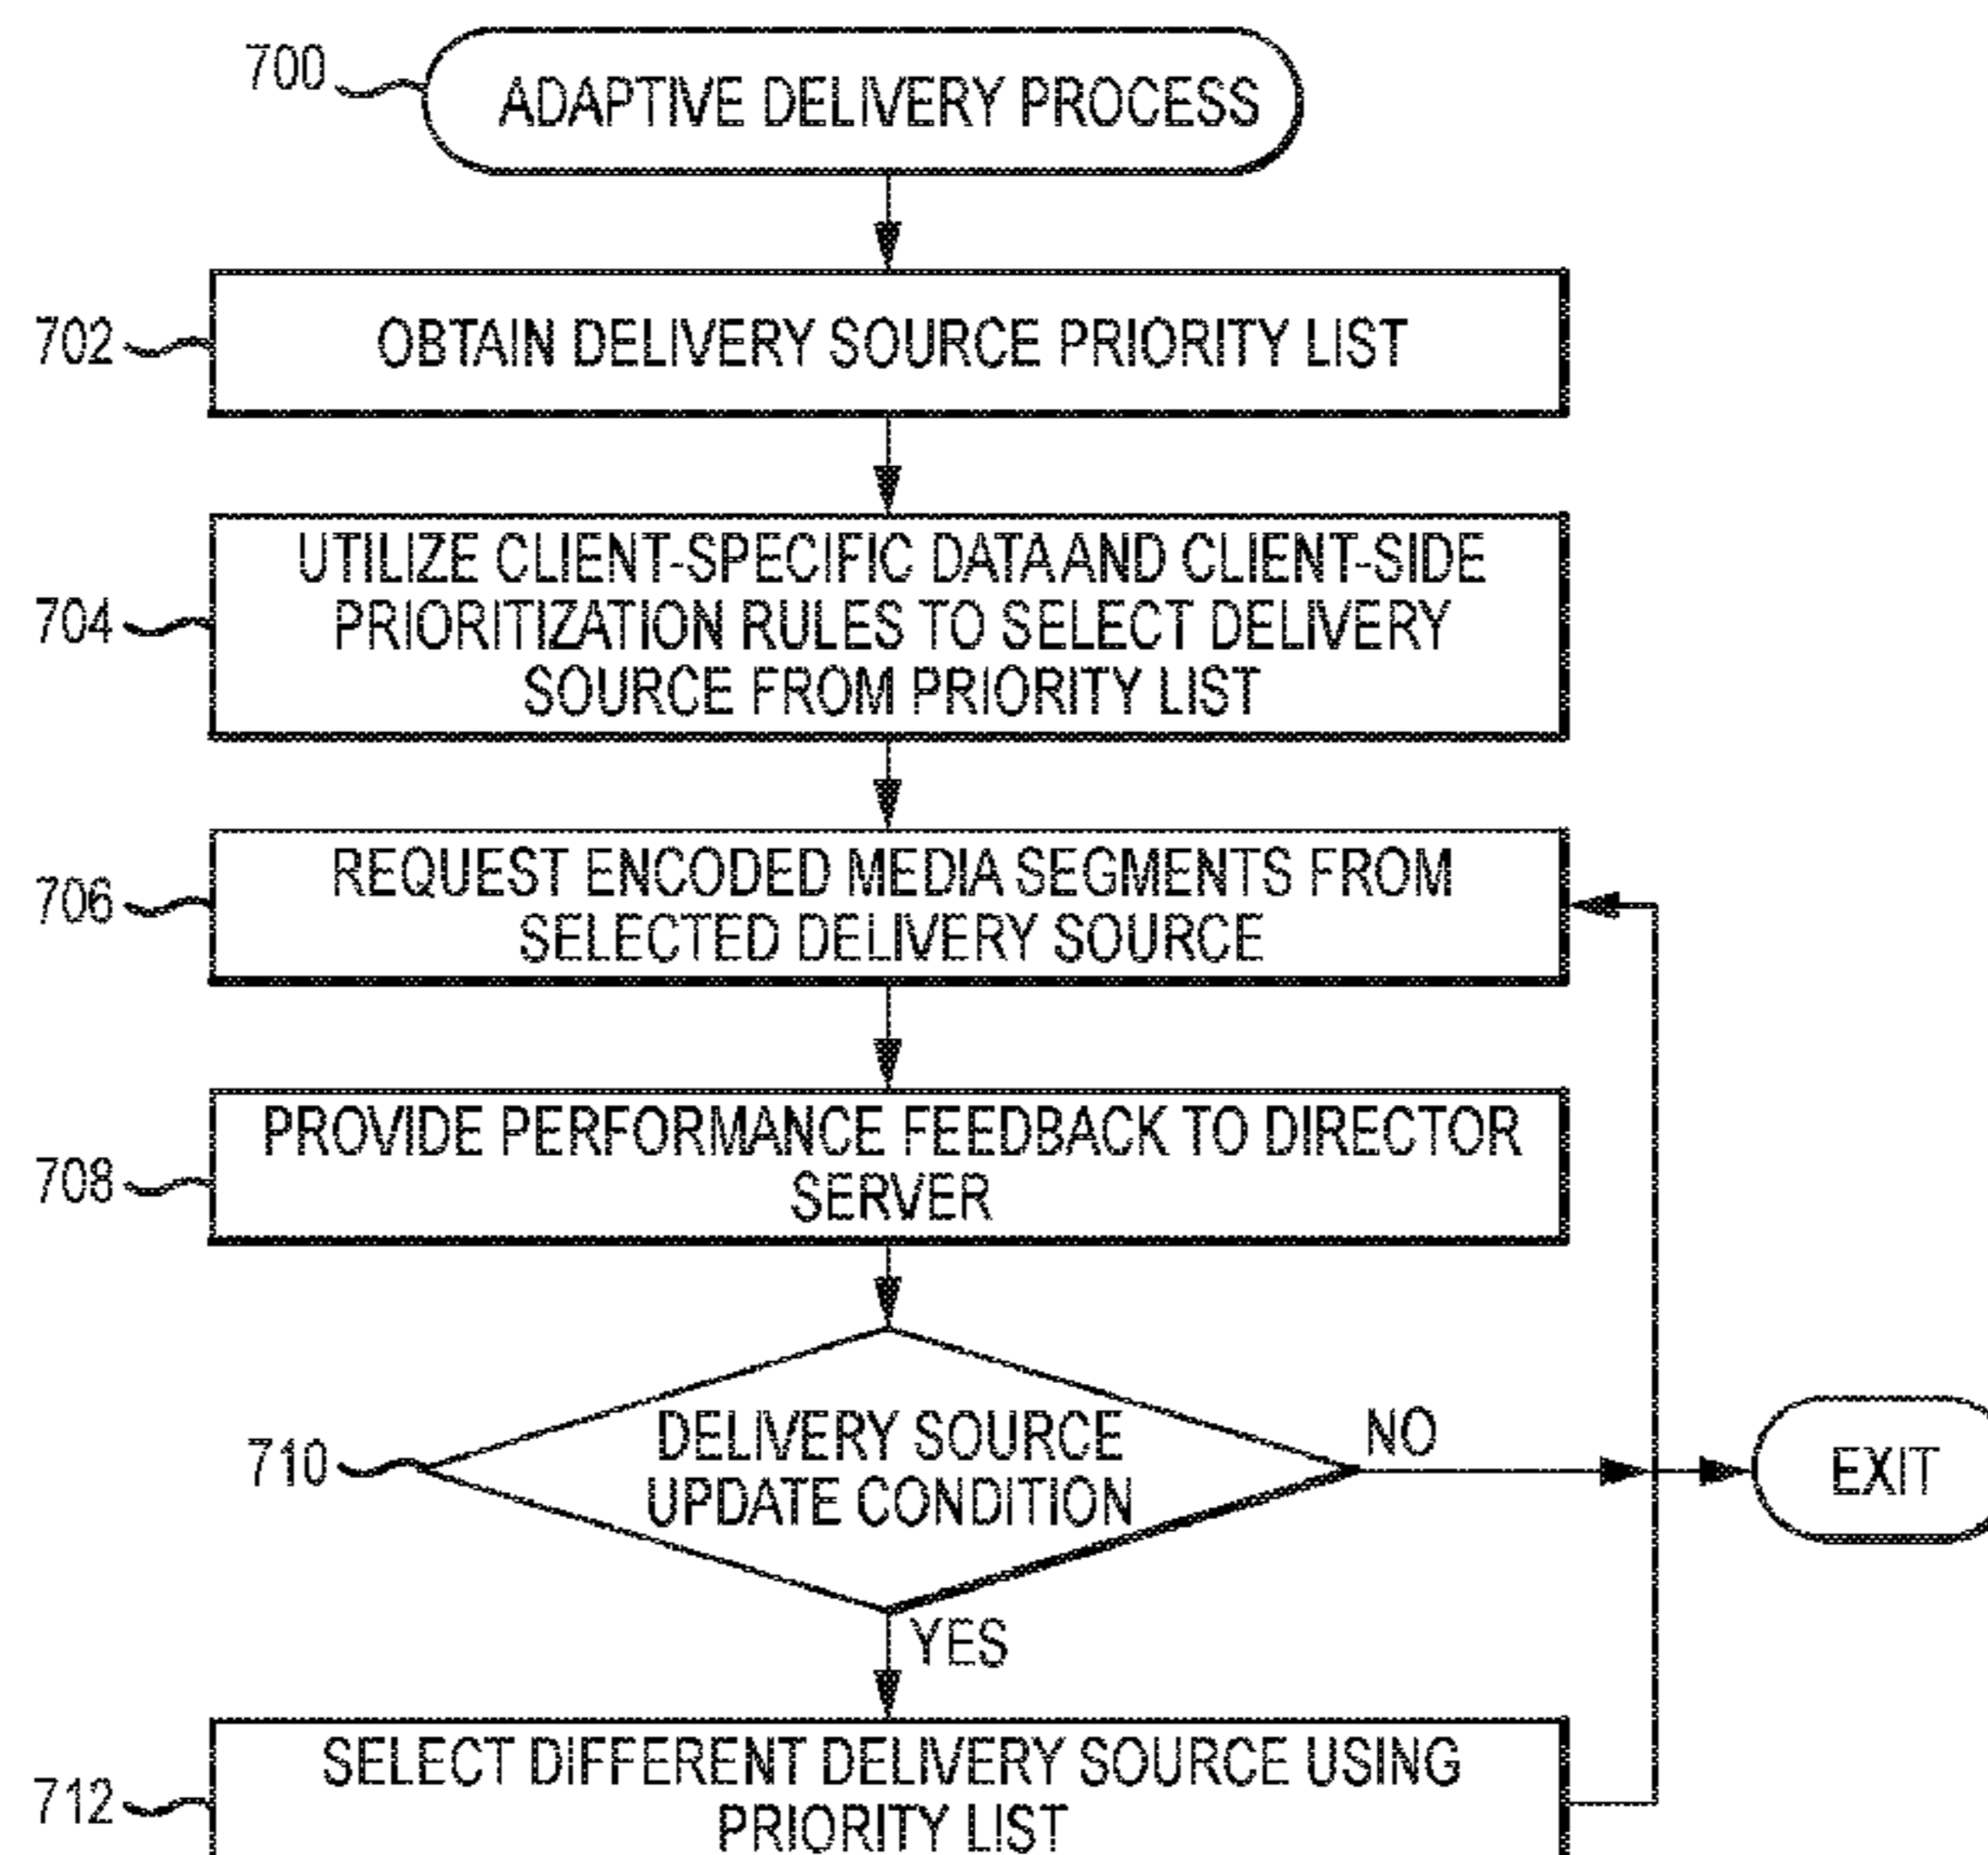 700
ADAPTIVE DELIVERY PROCESS
702
OBTAIN DELIVERY SOURCE PRIORITY LIST
704
UTILIZE CLIENT-SPECIFIC DATA AND CLIENT-SIDE
PRIORITIZATION RULES TO SELECT DELIVERY
SOURCE FROM PRIORITY LIST
706
REQUEST ENCODED MEDIA SEGMENTS FROM
SELECTED DELIVERY SOURCE
708
PROVIDE PERFORMANCE FEEDBACK TO DIRECTOR
SERVER
710
DELIVERY SOURCE
UPDATE CONDITION
NO
EXIT
YES
712
SELECT DIFFERENT DELIVERY SOURCE USING
PRIORITY LIST